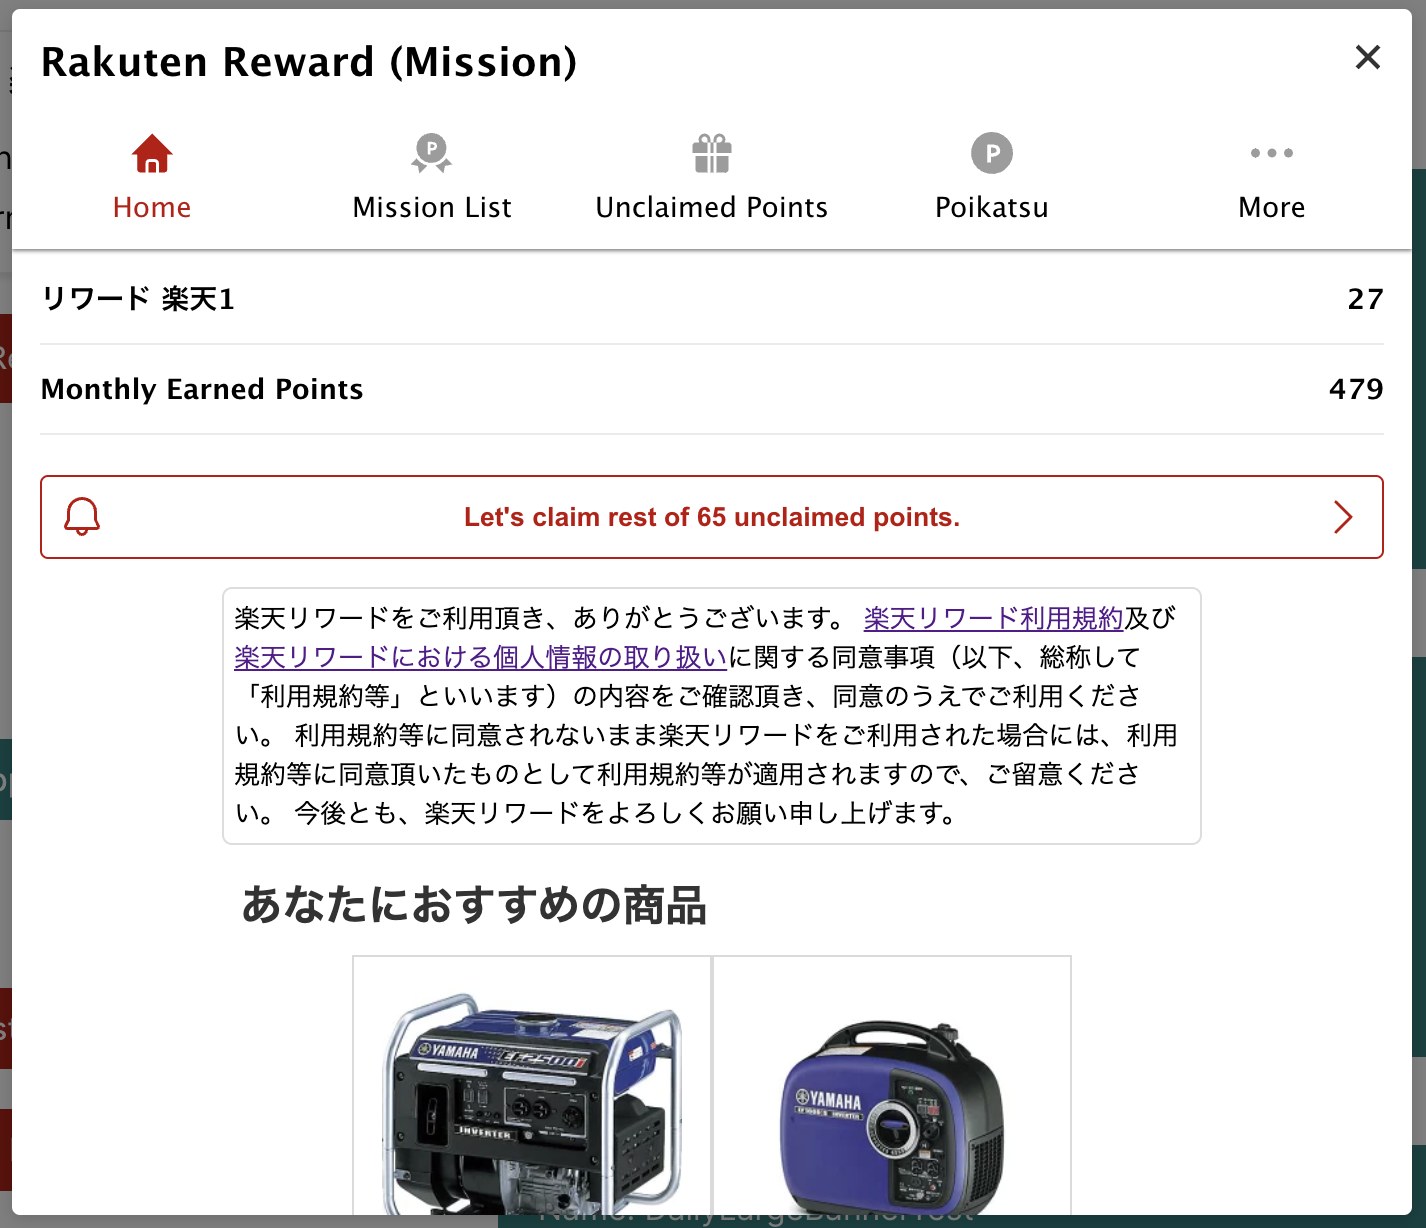 Rakuten Reward (Mission)
Home
Mission List
Unclaimed Points
Poikatsu
More
リワード 楽天1
27
Monthly Earned Points
479
Let's claim rest of 65 unclaimed points.
楽天リワードをご利用頂き、ありがとうございます。 楽天リワード利用規約及び
楽天リワードにおける個人情報の取り扱いに関する同意事項（以下、総称して
「利用規約等」といいます）の内容をご確認頂き、同意のうえでご利用くださ
い。 利用規約等に同意されないまま楽天リワードをご利用された場合には、利用
規約等に同意頂いたものとして利用規約等が適用されますので、ご留意くださ
い。 今後とも、楽天リワードをよろしくお願い申し上げます。
あなたにおすすめの商品
YAMAHA
EF2500i
INVERTER
YAMAHA